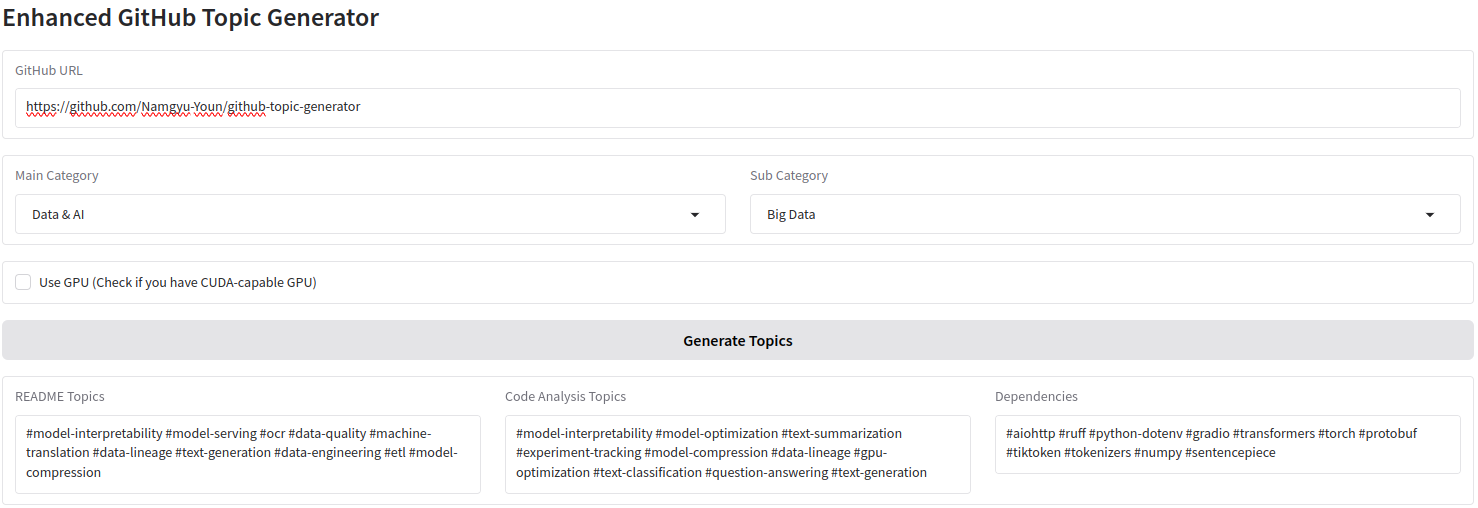 Enhanced GitHub Topic Generator
GitHub URL
https://github.com/Namgyu-Youn/github-topic-generator
Main Category
Data & AI
Sub Category
Big Data
Use GPU (Check if you have CUDA-capable GPU)
Generate Topics
README Topics
#model-interpretability #model-serving #ocr #data-quality #machine-
translation #data-lineage #text-generation #data-engineering #etl #model-
compression
Code Analysis Topics
#model-interpretability #model-optimization #text-summarization
#experiment-tracking #model-compression #data-lineage #gpu-
optimization #text-classification #question-answering #text-generation
Dependencies
#aiohttp #ruff #python-dotenv #gradio #transformers #torch #protobuf
#tiktoken #tokenizers #numpy #sentencepiece